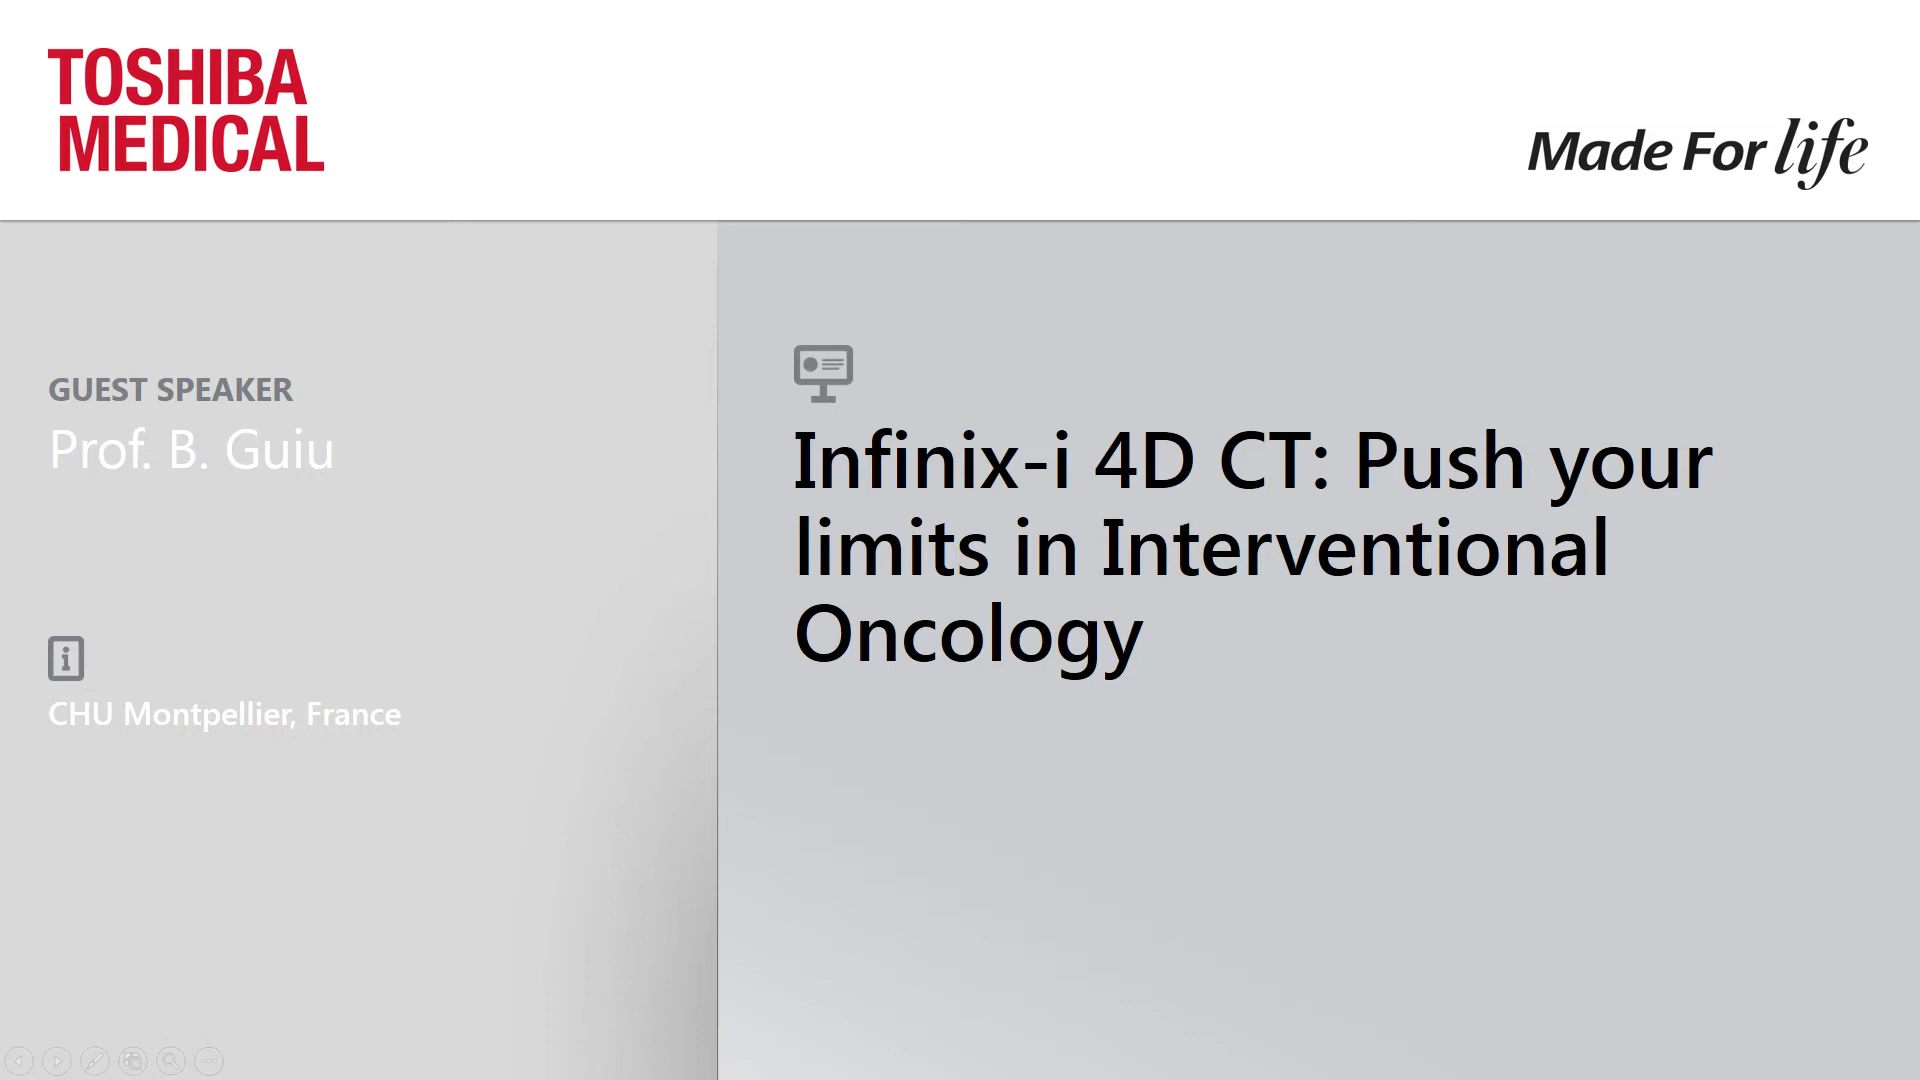 TOSHIBA
MEDICAL
Made For life
GUEST SPEAKER
Prof. B. Guiu
CHU Montpellier, France
Infinix-i 4D CT: Push your
limits in Interventional
Oncology